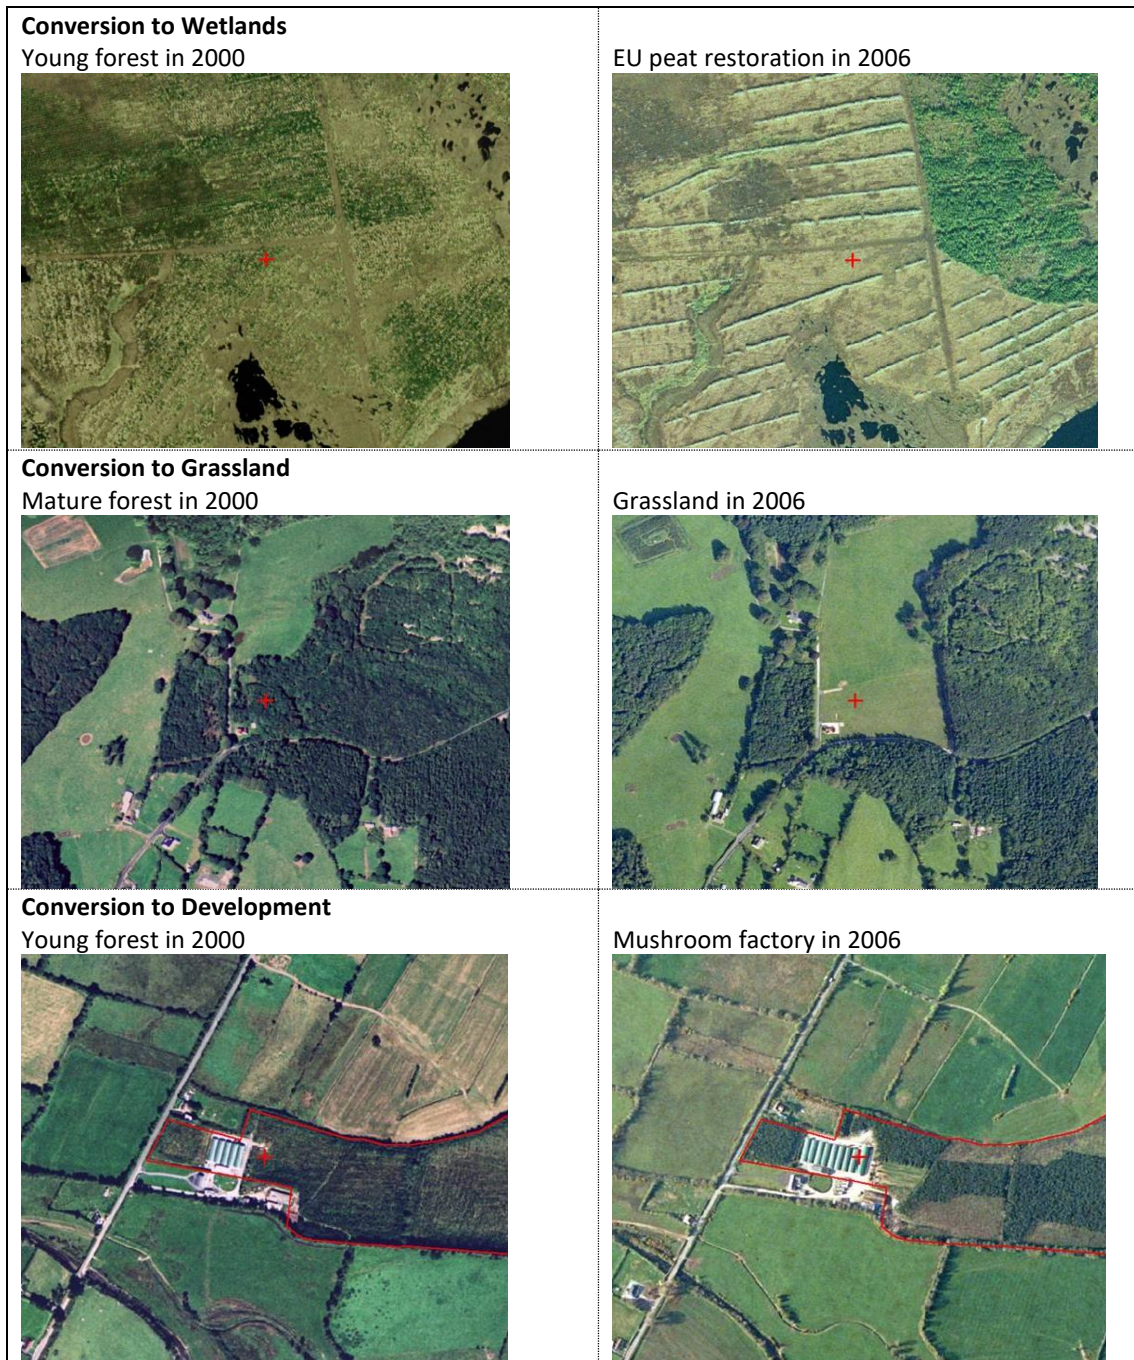 Conversion to Wetlands
Young forest in 2000
EU peat restoration in 2006
Conversion to Grassland
Mature forest in 2000
Grassland in 2006
Conversion to Development
Young forest in 2000
Mushroom factory in 2006